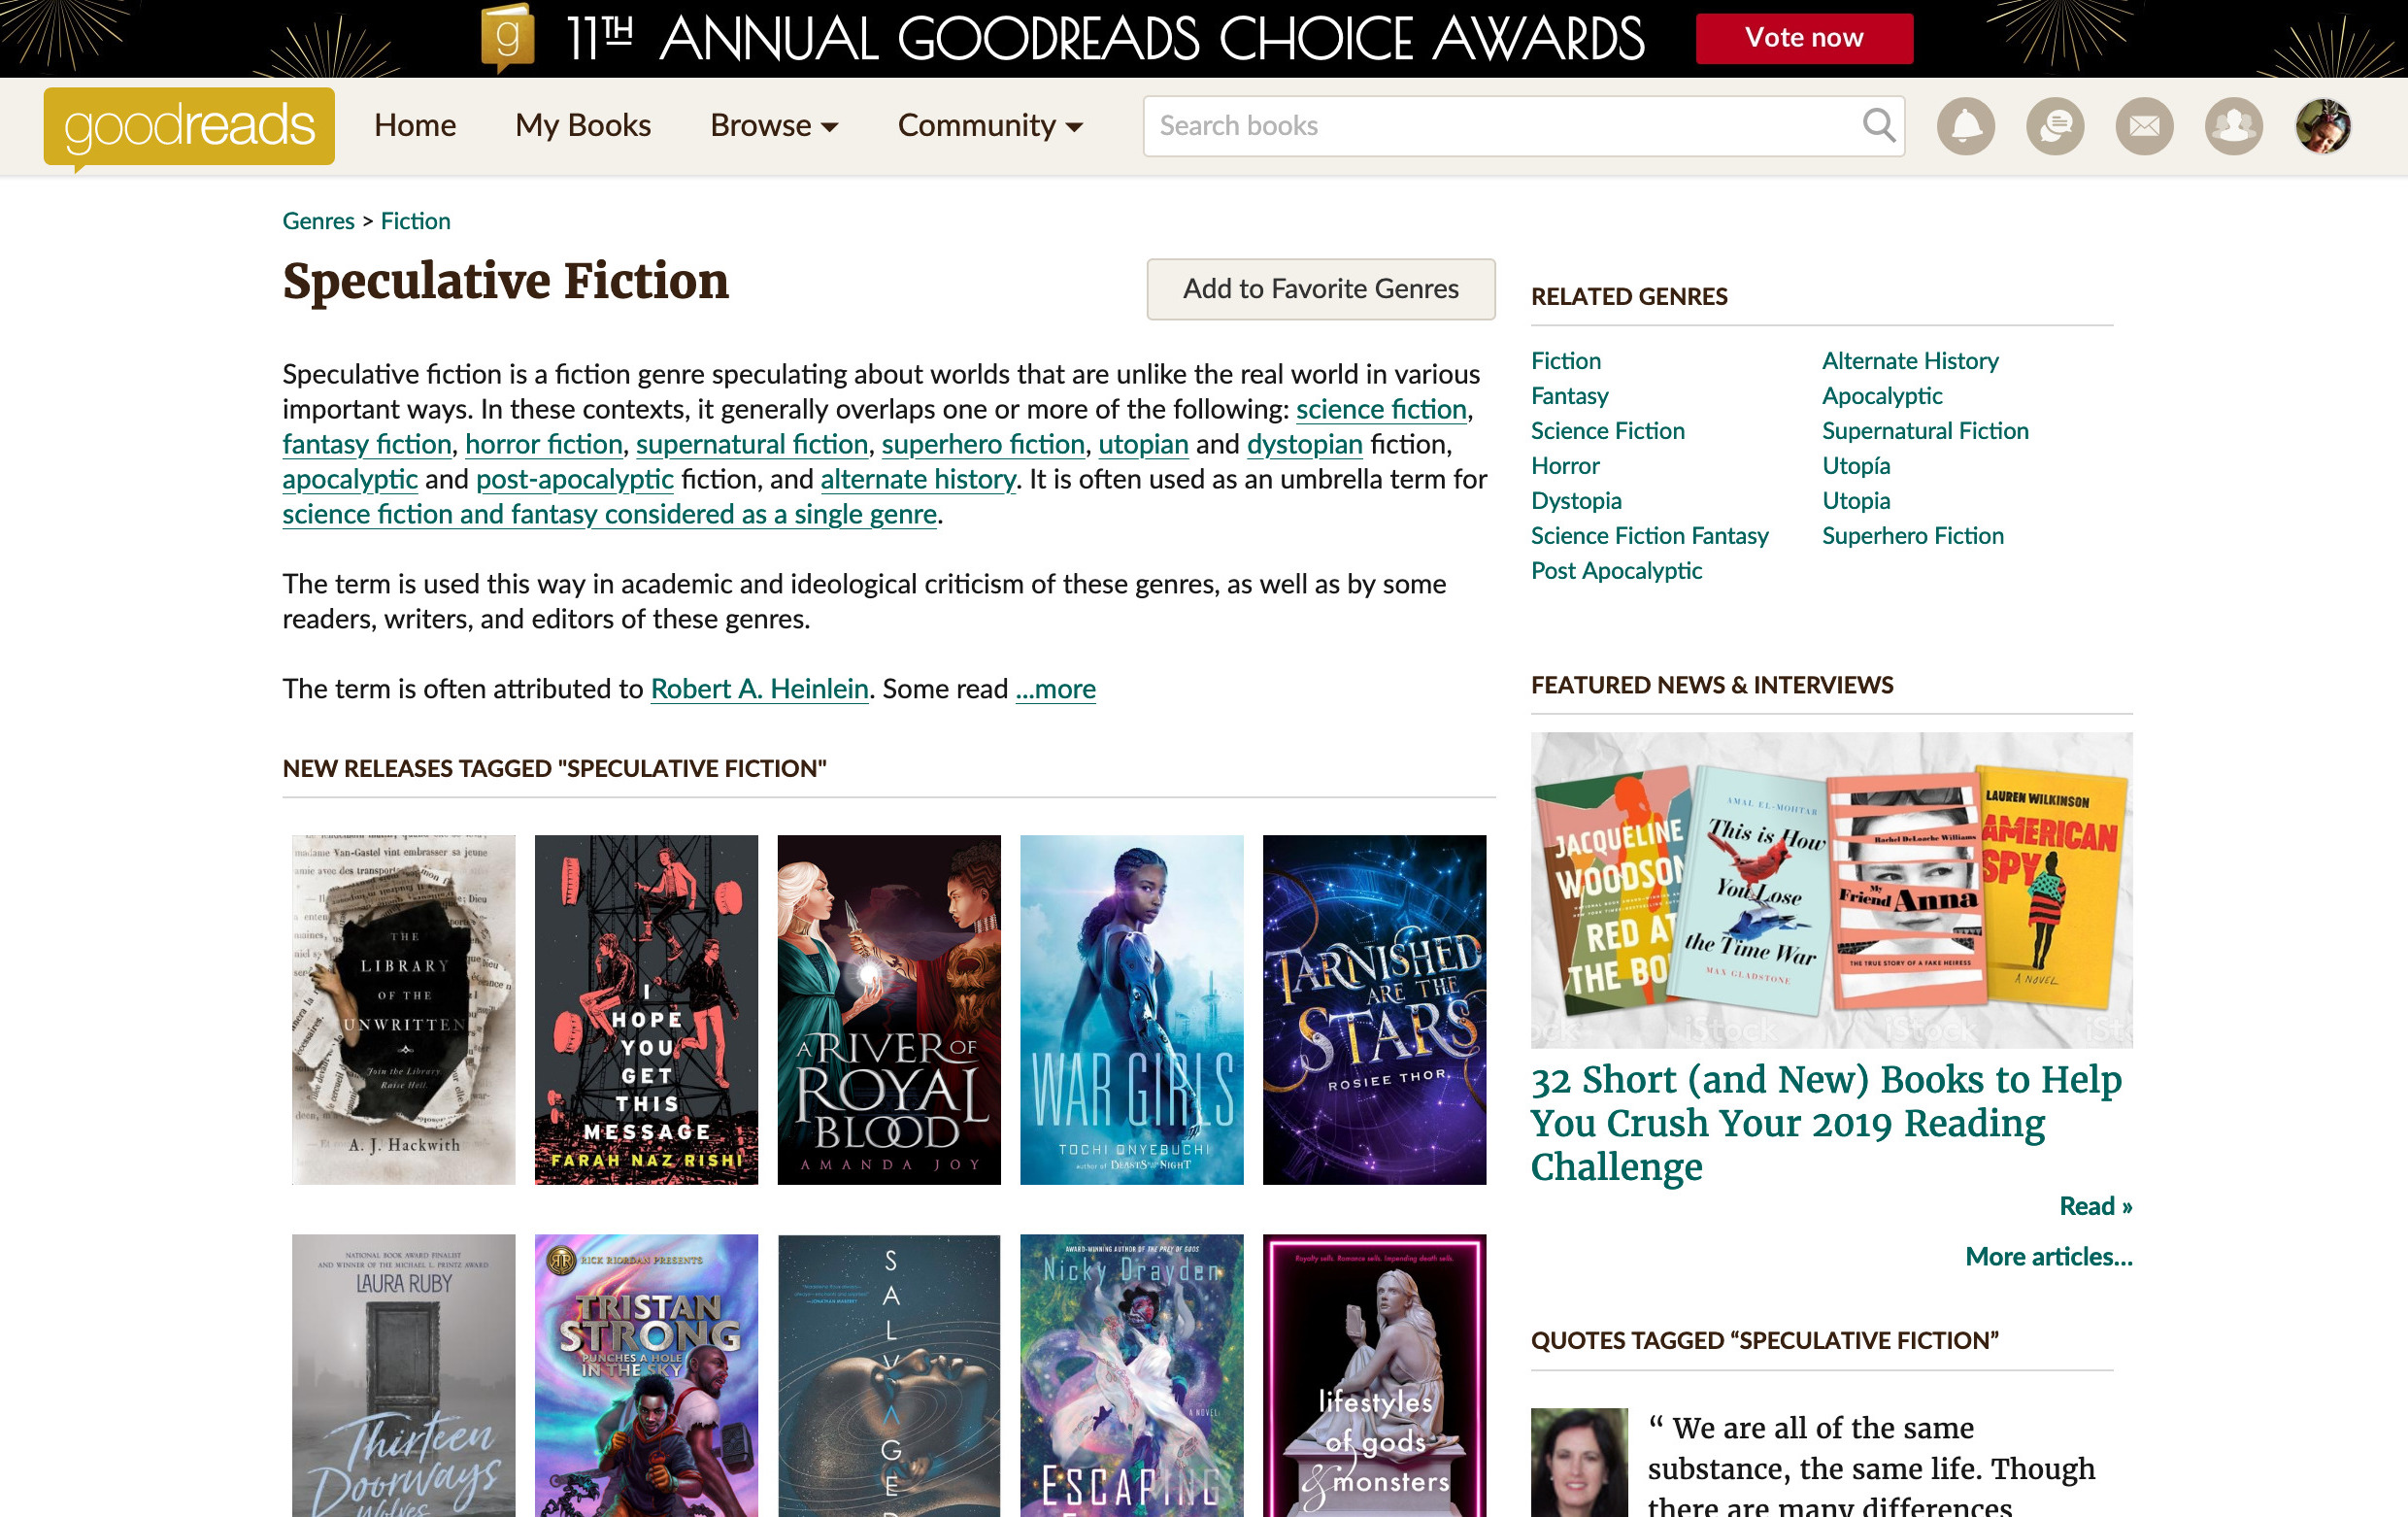 11TH ANNUAL GOODREADS CHOICE AWARDS
Vote now
goodreads
Home
My Books
Browse
Community
Search books
Genres > Fiction
Speculative Fiction
Add to Favorite Genres
Speculative fiction is a fiction genre speculating about worlds that are unlike the real world in various
important ways. In these contexts, it generally overlaps one or more of the following: science fiction,
fantasy fiction, horror fiction, supernatural fiction, superhero fiction, utopian and dystopian fiction,
apocalyptic and post-apocalyptic fiction, and alternate history. It is often used as an umbrella term for
science fiction and fantasy considered as a single genre.
The term is used this way in academic and ideological criticism of these genres, as well as by some
readers, writers, and editors of these genres.
The term is often attributed to Robert A. Heinlein. Some read ...more
NEW RELEASES TAGGED "SPECULATIVE FICTION"
madame Van-Gastel vint embrasser sa jeune
THE
LIBRARY
OF THE
UNWRITTEN
Join the Library.
Raise Hell.
A. J. Hackwith
I
HOPE
YOU
GET
THIS
MESSAGE
FARAH NAZ RISHI
A RIVER OF
ROYAL
BLOOD
AMANDA JOY
WAR GIRLS
TOCHI ONYEBUCHI
author of BEASTS MADE OF NIGHT
TARNISHED
ARE THE
STARS
ROSIEE THOR
NATIONAL BOOK AWARD FINALIST
AND WINNER OF THE MICHAEL L. PRINTZ AWARD
LAURA RUBY
Thirteen
Doorways
Wolves
RICK RIORDAN PRESENTS
TRISTAN
STRONG
PUNCHES A HOLE
IN THE SKY
S
A
L
V
A
G
E
D
AWARD-WINNING AUTHOR OF THE PREY OF GODS
Nicky Drayden
A NOVEL
ESCAPING
Royalty sells. Romance sells. Impending death sells.
lifestyles
of gods
& monsters
RELATED GENRES
Fiction
Fantasy
Science Fiction
Horror
Dystopia
Science Fiction Fantasy
Post Apocalyptic
Alternate History
Apocalyptic
Supernatural Fiction
Utopía
Utopia
Superhero Fiction
FEATURED NEWS & INTERVIEWS
JACQUELINE
WOODSON
RED AT
THE BO
AMAL EL-MOHTAR
This is How
You Lose
the Time War
MAX GLADSTONE
Rachel DeLoache Williams
My
Friend Anna
THE TRUE STORY OF A FAKE HEIRESS
LAUREN WILKINSON
AMERICAN
SPY
A NOVEL
iStock
iStock
32 Short (and New) Books to Help
You Crush Your 2019 Reading
Challenge
Read »
More articles...
QUOTES TAGGED “SPECULATIVE FICTION”
“ We are all of the same
substance, the same life. Though
there are many differences